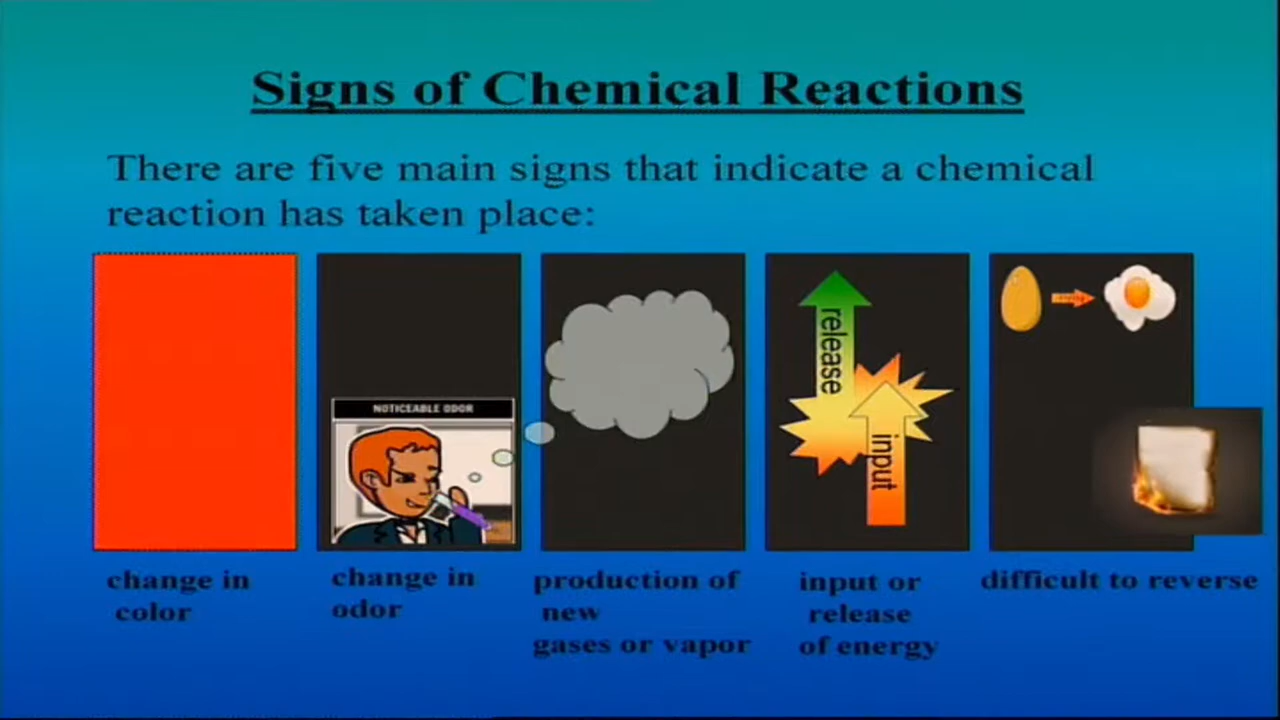 Signs of Chemical Reactions
There are five main signs that indicate a chemical
reaction has taken place:
NOTICEABLE ODOR
release
input
change in
color
change in
odor
production of
new
gases or vapor
input or
release
of energy
difficult to reverse